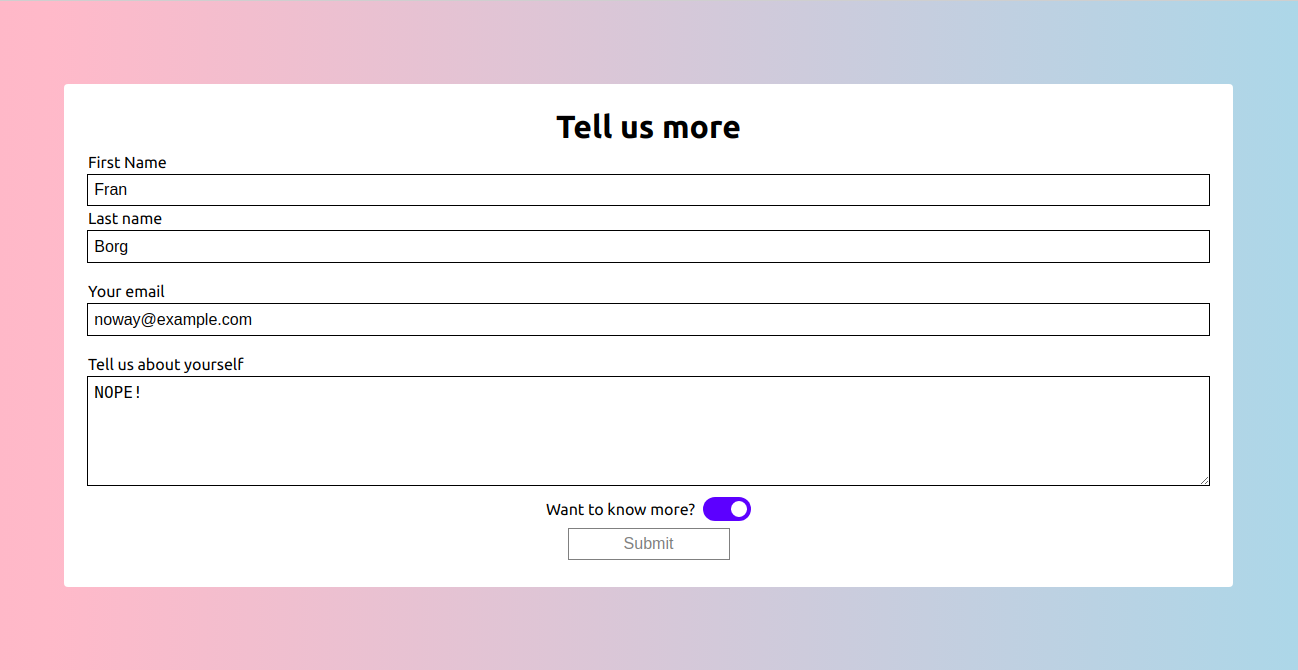 Tell us more
First Name
Fran
Last name
Borg
Your email
noway@example.com
Tell us about yourself
NOPE!
Want to know more?
Submit